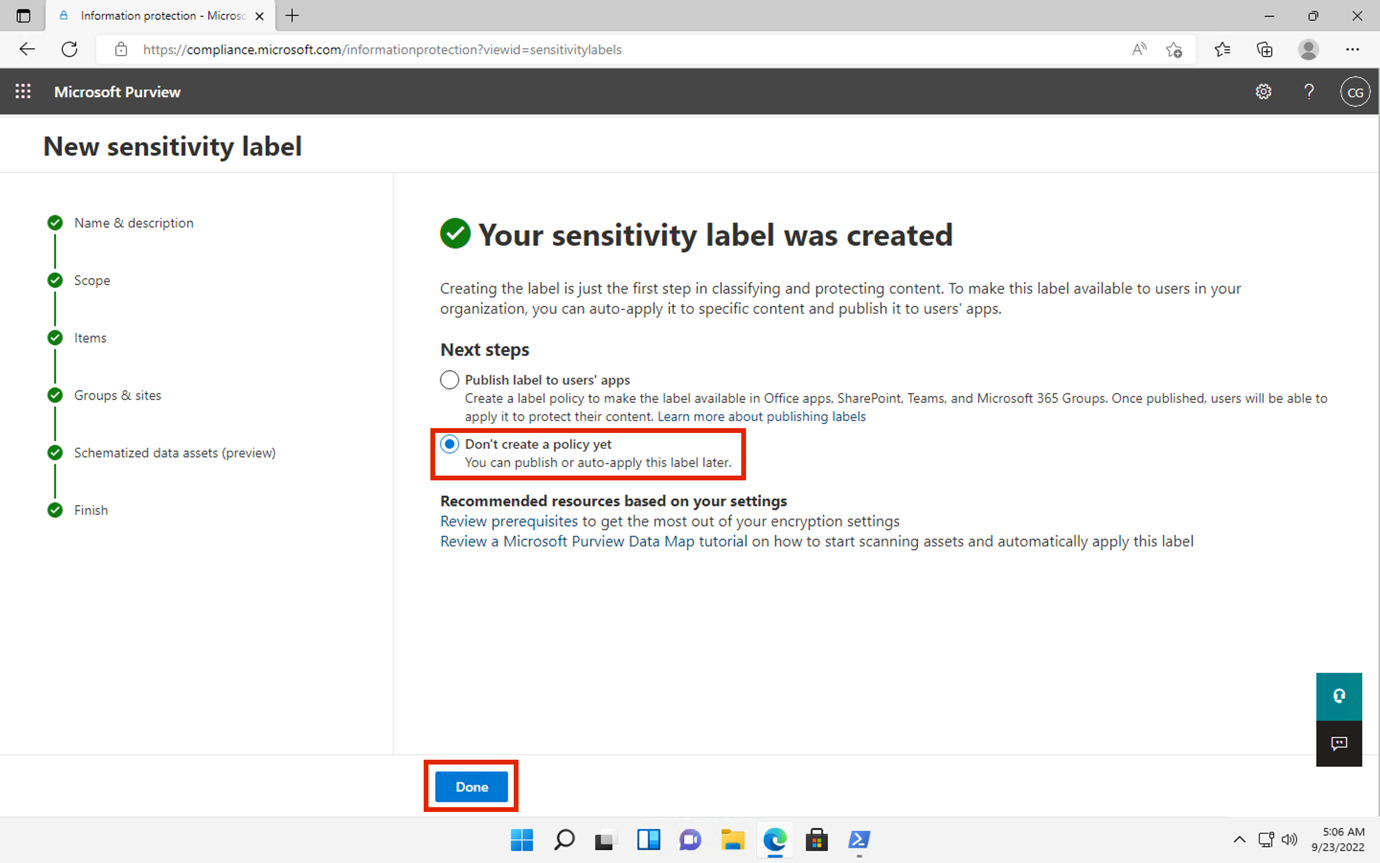 Information protection - Micros
https://compliance.microsoft.com/informationprotection?viewid=sensitivitylabels
Microsoft Purview
CG
New sensitivity label
Name & description
Scope
Items
Groups & sites
Schematized data assets (preview)
Finish
Your sensitivity label was created
Creating the label is just the first step in classifying and protecting content. To make this label available to users in your
organization, you can auto-apply it to specific content and publish it to users' apps.
Next steps
Publish label to users' apps
Create a label policy to make the label available in Office apps, SharePoint, Teams, and Microsoft 365 Groups. Once published, users will be able to
apply it to protect their content. Learn more about publishing labels
Don't create a policy yet
You can publish or auto-apply this label later.
Recommended resources based on your settings
Review prerequisites to get the most out of your encryption settings
Review a Microsoft Purview Data Map tutorial on how to start scanning assets and automatically apply this label
Done
5:06 AM
9/23/2022